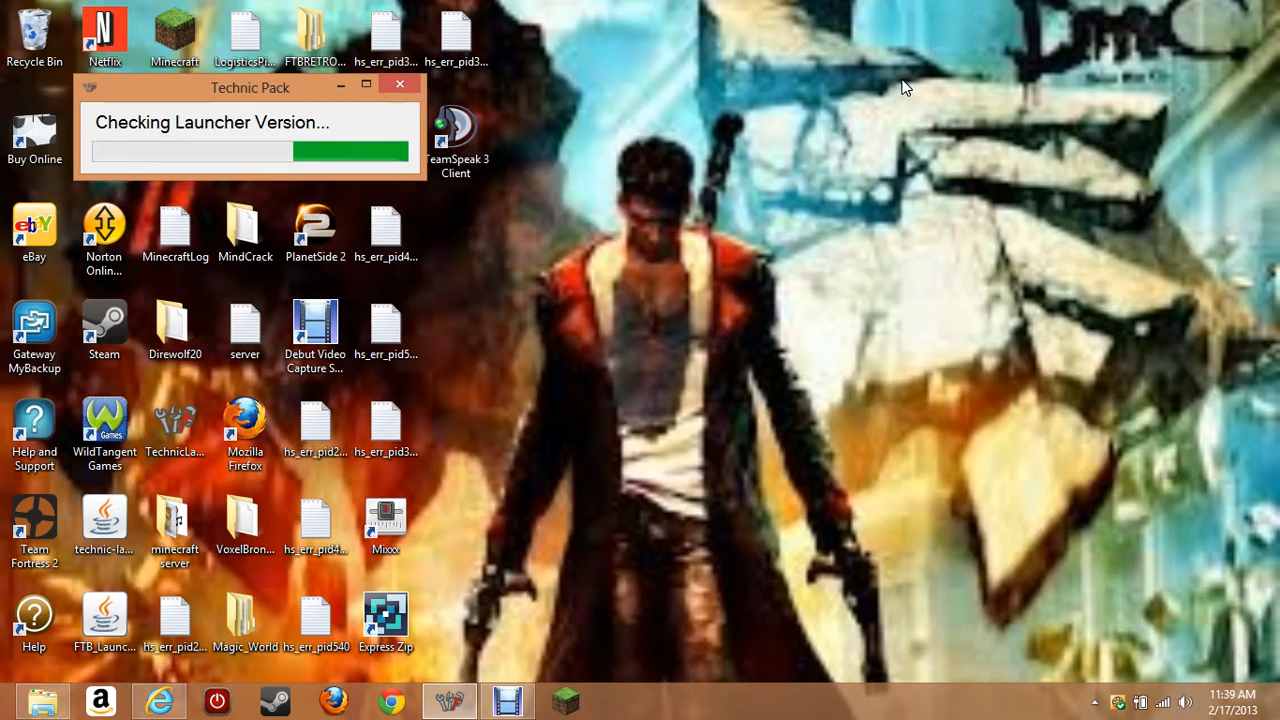 DmC
Recycle Bin
Netflix
Minecraft
LogisticsPi...
FTBRETRO...
hs_err_pid3...
hs_err_pid3...
Technic Pack
Checking Launcher Version...
Buy Online
TeamSpeak 3
Client
eBay
Norton
Onlin...
MinecraftLog
MindCrack
PlanetSide 2
hs_err_pid4...
Gateway
MyBackup
Steam
Direwolf20
server
Debut Video
Capture S...
hs_err_pid5...
Help and
Support
WildTangent
Games
TechnicLa...
Mozilla
Firefox
hs_err_pid2...
hs_err_pid3...
Team
Fortress 2
technic-la...
minecraft
server
VoxelBron...
hs_err_pid4...
Mixxx
Help
FTB_Launc...
hs_err_pid2...
Magic_World
hs_err_pid540
Express Zip
11:39 AM
2/17/2013